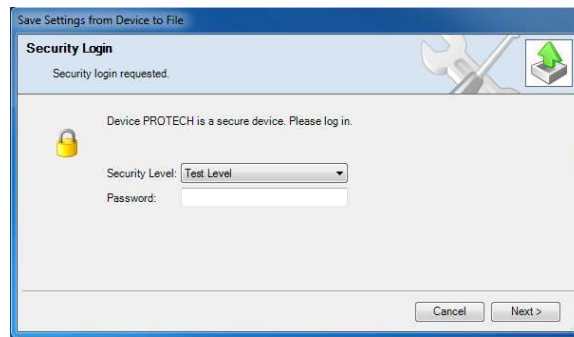 Save Settings from Device to File
Security Login
Security login requested.
Device PROTECH is a secure device. Please log in.
Security Level: Test Level
Password:
Cancel Next >